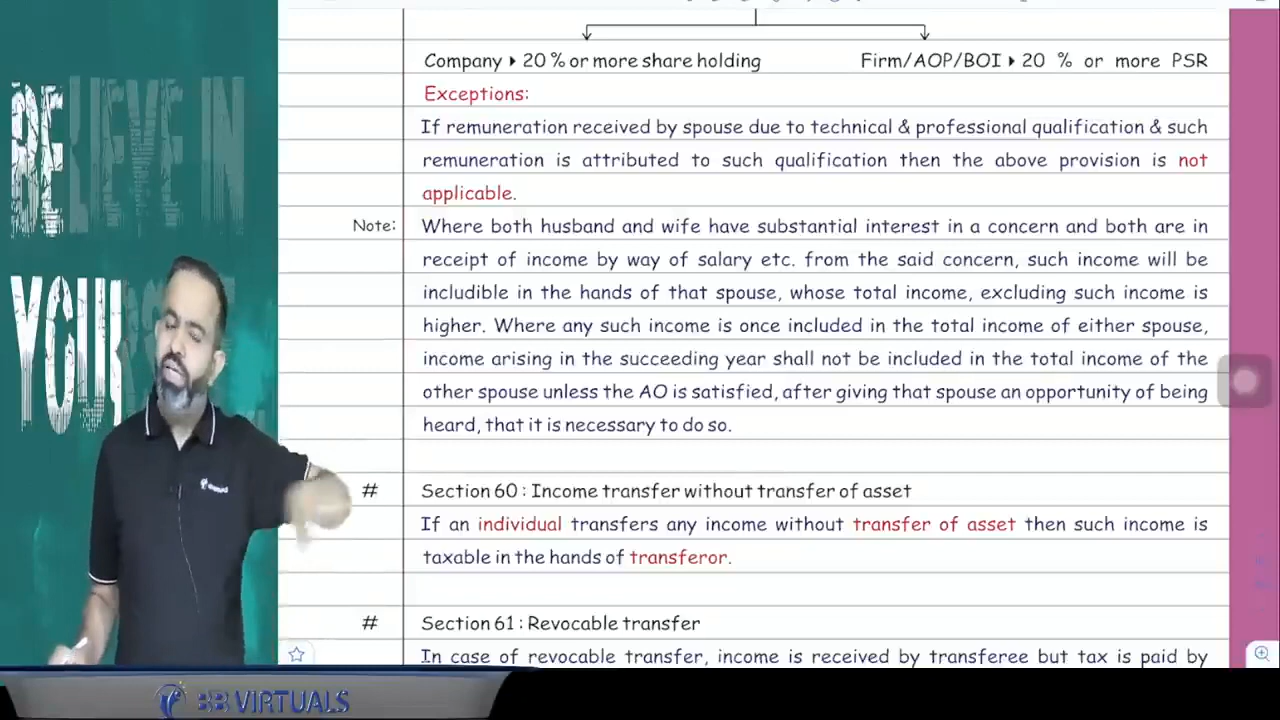 BELIEVE IN
Company ▸ 20 % or more share holding
Firm/AOP/BOI ▸ 20 % or more PSR
Exceptions:
If remuneration received by spouse due to technical & professional qualification & such
remuneration is attributed to such qualification then the above provision is not
applicable.
Note:
Where both husband and wife have substantial interest in a concern and both are in
receipt of income by way of salary etc. from the said concern, such income will be
includible in the hands of that spouse, whose total income, excluding such income is
higher. Where any such income is once included in the total income of either spouse,
income arising in the succeeding year shall not be included in the total income of the
other spouse unless the AO is satisfied, after giving that spouse an opportunity of being
heard, that it is necessary to do so.
# Section 60 : Income transfer without transfer of asset
If an individual transfers any income without transfer of asset then such income is
taxable in the hands of transferor.
# Section 61 : Revocable transfer
In case of revocable transfer, income is received by transferee but tax is paid by
BB VIRTUALS